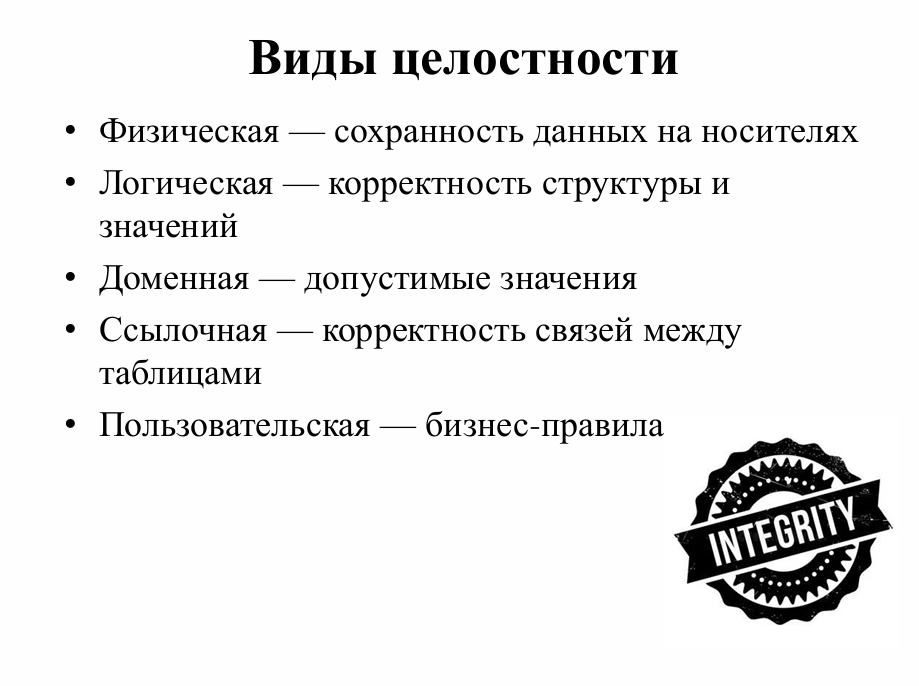 Виды целостности
• Физическая — сохранность данных на носителях
• Логическая — корректность структуры и
значений
• Доменная — допустимые значения
• Ссылочная — корректность связей между
таблицами
• Пользовательская — бизнес-правила
INTEGRITY